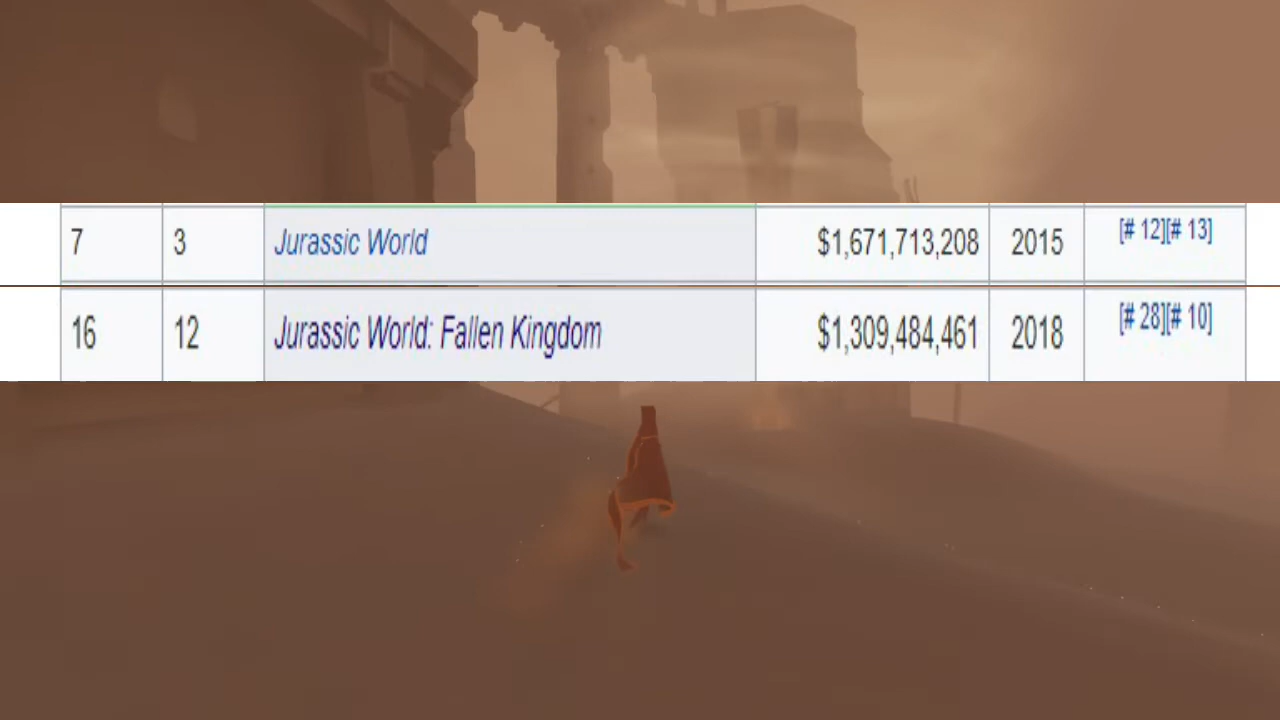 7 3 Jurassic World $1,671,713,208 2015 [# 12][# 13]
16 12 Jurassic World: Fallen Kingdom $1,309,484,461 2018 [# 28][# 10]